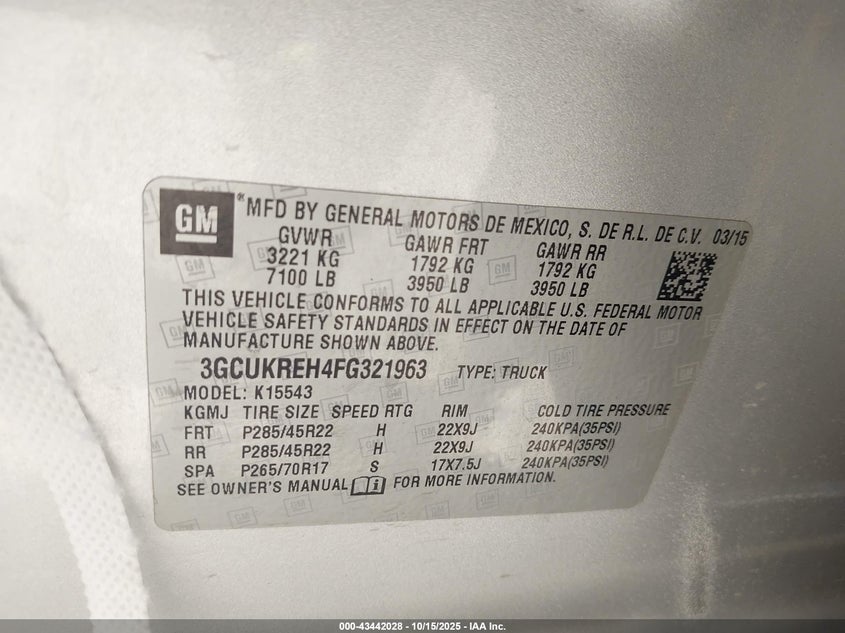 GM ® MFD BY GENERAL MOTORS DE MEXICO, S. DE R.L. DE C.V. 03/15
GVWR GAWR FRT GAWR RR
3221 KG 1792 KG 1792 KG
7100 LB 3950 LB 3950 LB
THIS VEHICLE CONFORMS TO ALL APPLICABLE U.S. FEDERAL MOTOR
VEHICLE SAFETY STANDARDS IN EFFECT ON THE DATE OF
MANUFACTURE SHOWN ABOVE.
3GCUKREH4FG321963 TYPE: TRUCK
MODEL: K15543
KGMJ TIRE SIZE SPEED RTG RIM COLD TIRE PRESSURE
FRT P285/45R22 H 22X9J 240KPA(35PSI)
RR P285/45R22 H 22X9J 240KPA(35PSI)
SPA P265/70R17 S 17X7.5J 240KPA(35PSI)
SEE OWNER'S MANUAL FOR MORE INFORMATION.
000-43442028 - 10/15/2025 - IAA Inc.